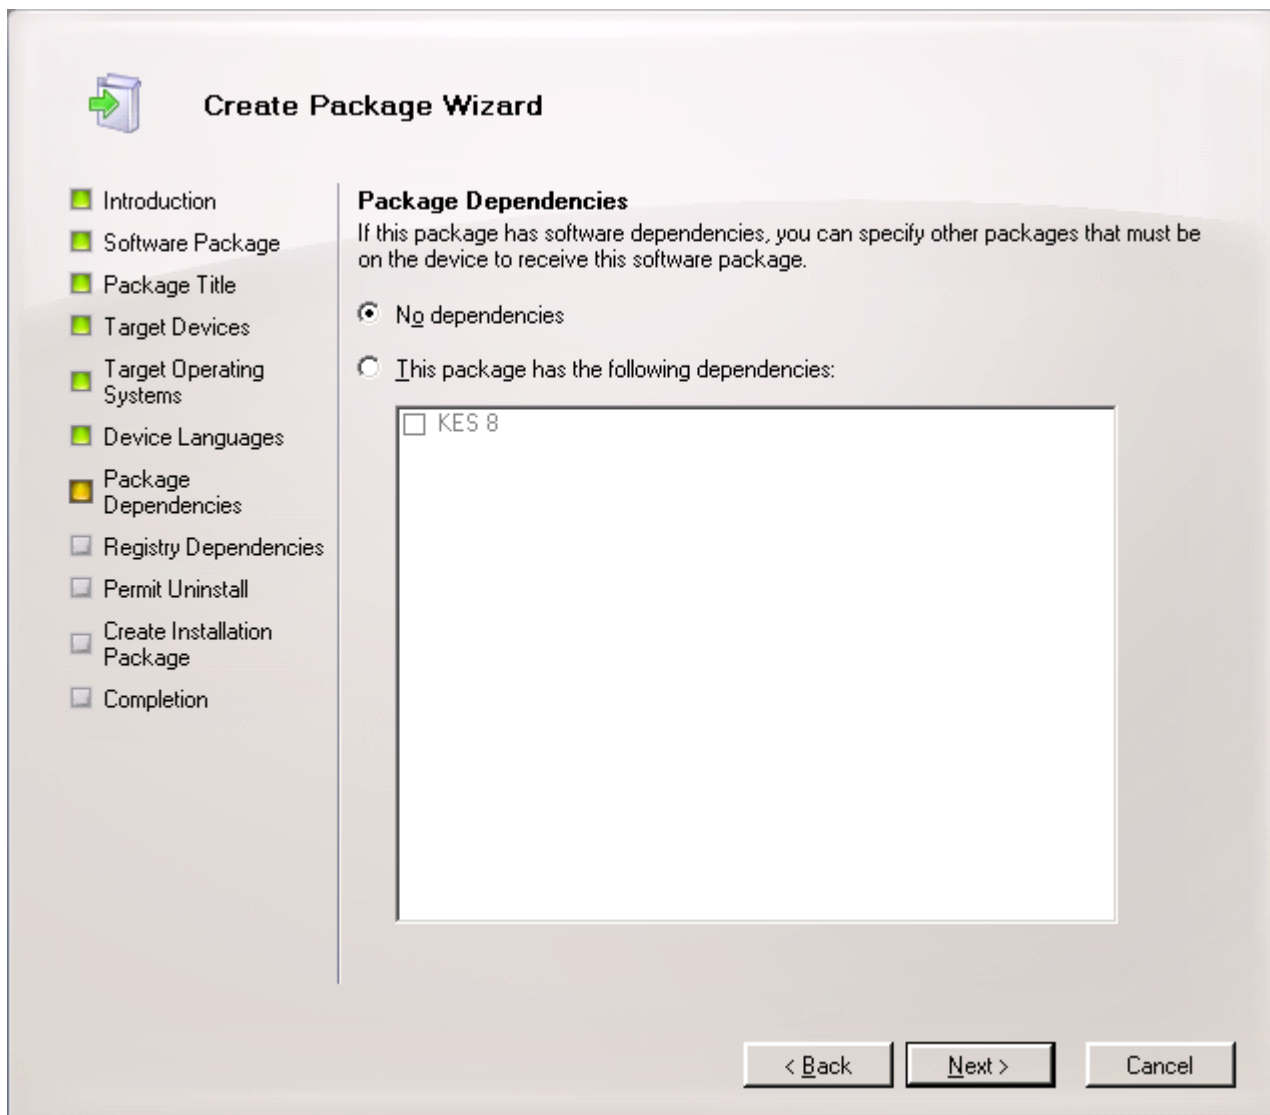 Create Package Wizard
Introduction
Software Package
Package Title
Target Devices
Target Operating
Systems
Device Languages
Package
Dependencies
Registry Dependencies
Permit Uninstall
Create Installation
Package
Completion
Package Dependencies
If this package has software dependencies, you can specify other packages that must be
on the device to receive this software package.
No dependencies
This package has the following dependencies:
KES 8
< Back
Next >
Cancel